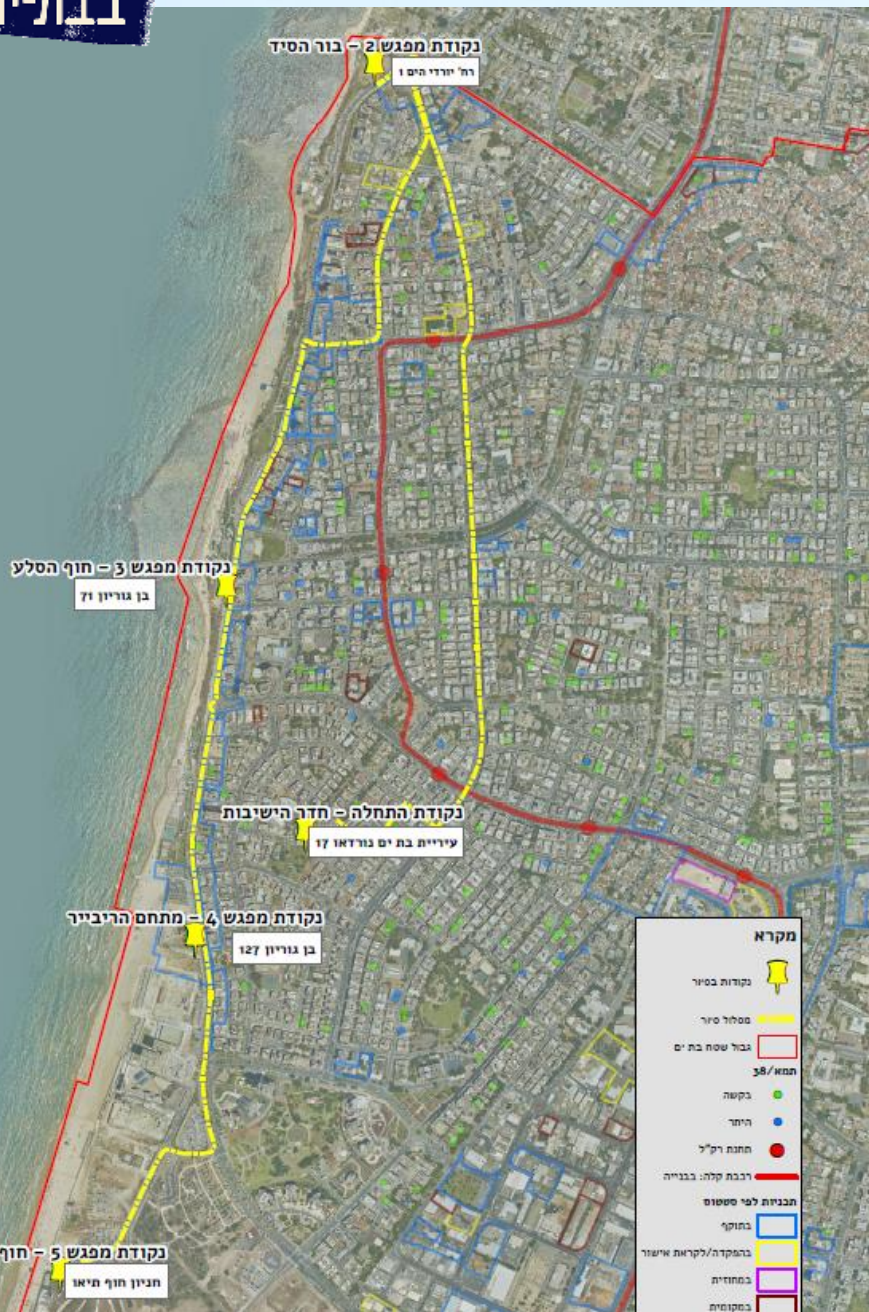 נקודת מפגש 2 – בור הסיד
רח' יורדי הים 1
נקודת מפגש 3 – חוף הסלע
בן גוריון 71
נקודת התחלה – חדר הישיבות
עיריית בת ים נורדאו 17
נקודת מפגש 4 – מתחם הריבייר
בן גוריון 127
נקודת מפגש 5 – חוף
חניון חוף תיאו
מקרא
נקודות בסיור
מסלול סיור
גבול שטח בת ים
תמא/38
בקשה
היתר
תחנת רק"ל
רכבת קלה: בבנייה
תכניות לפי סטטוס
בתוקף
בהפקדה/לקראת אישור
במחוזית
במקומית